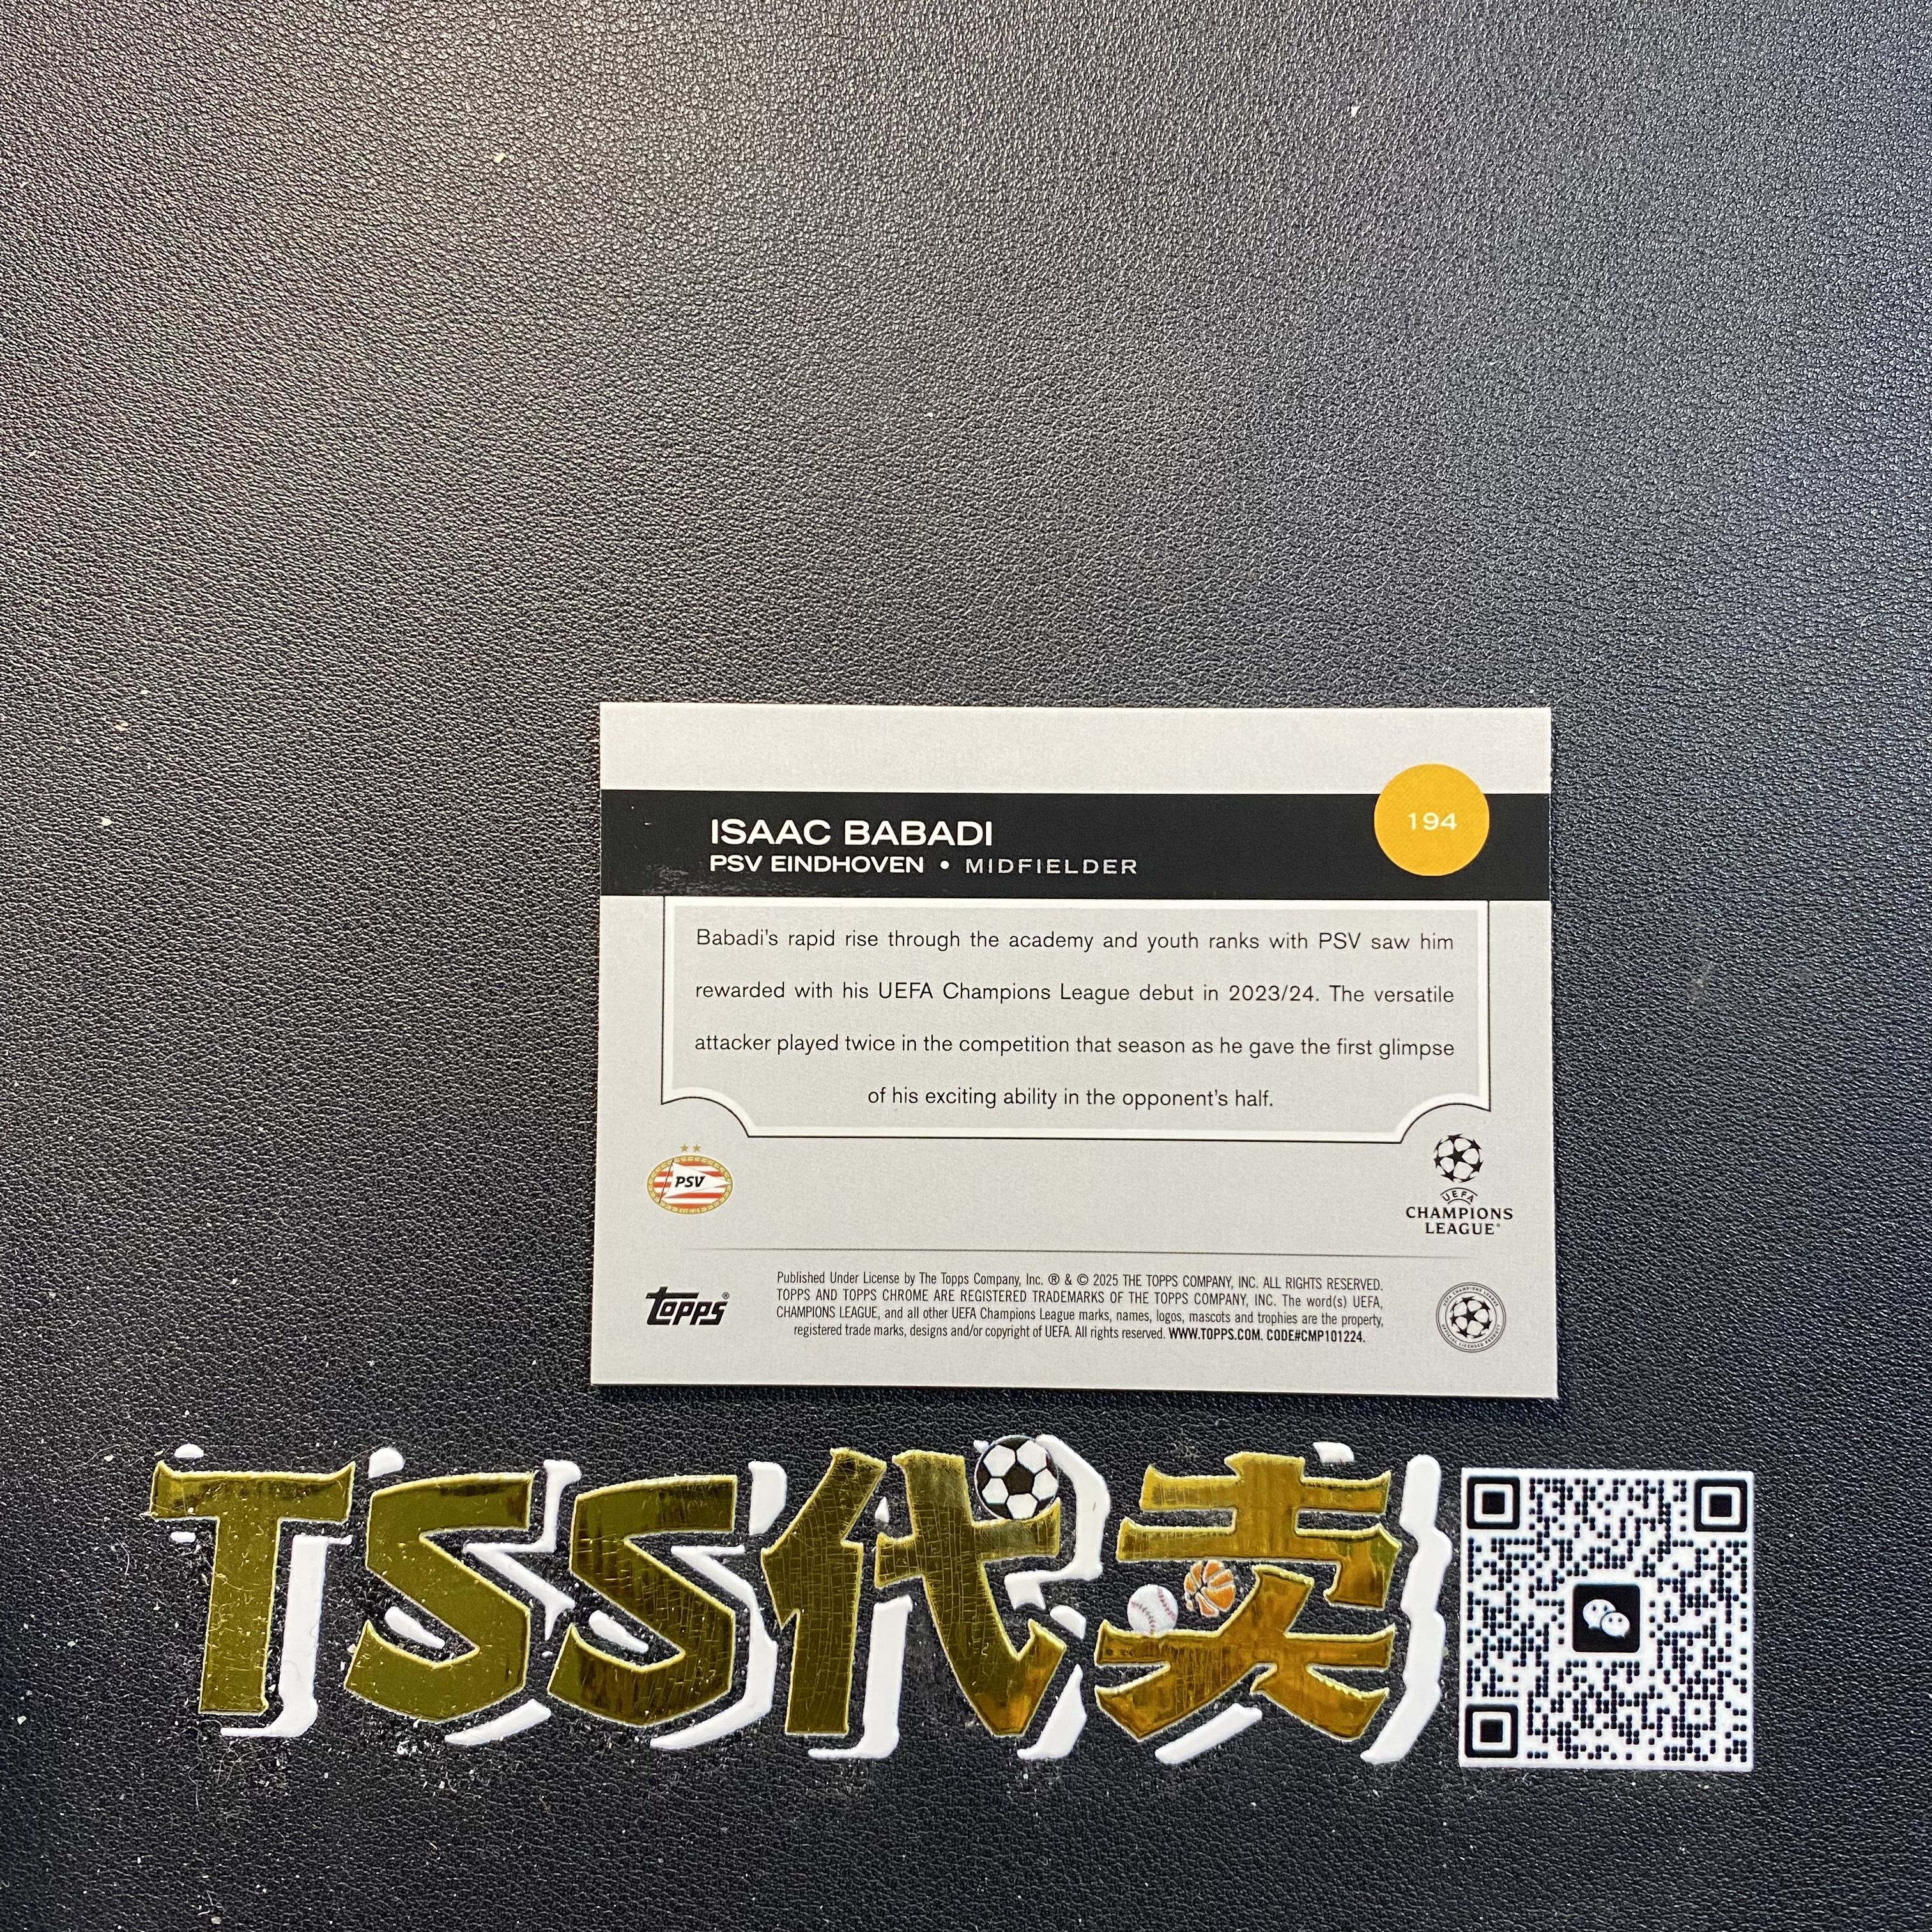 ISAAC BABADI
PSV EINDHOVEN • MIDFIELDER
194
Babadi's rapid rise through the academy and youth ranks with PSV saw him
rewarded with his UEFA Champions League debut in 2023/24. The versatile
attacker played twice in the competition that season as he gave the first glimpse
of his exciting ability in the opponent's half.
PSV
UEFA
CHAMPIONS
LEAGUE®
topps®
Published Under License by The Topps Company, Inc. ® & © 2025 THE TOPPS COMPANY, INC. ALL RIGHTS RESERVED.
TOPPS AND TOPPS CHROME ARE REGISTERED TRADEMARKS OF THE TOPPS COMPANY, INC. The word(s) UEFA,
CHAMPIONS LEAGUE, and all other UEFA Champions League marks, names, logos, mascots and trophies are the property,
registered trade marks, designs and/or copyright of UEFA. All rights reserved. WWW.TOPPS.COM. CODE#CMP101224.
TSS代卖